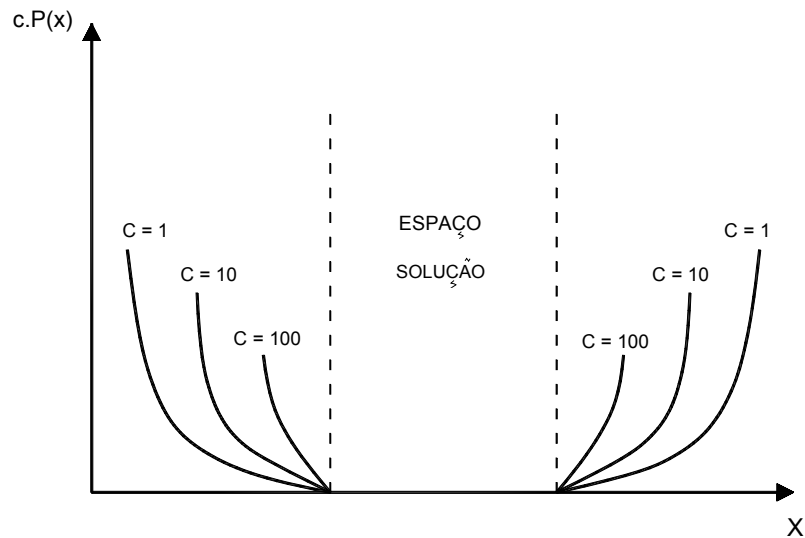 c.P(x)
C = 1
C = 10
C = 100
ESPAÇO
SOLUÇÃO
C = 1
C = 10
C = 100
X